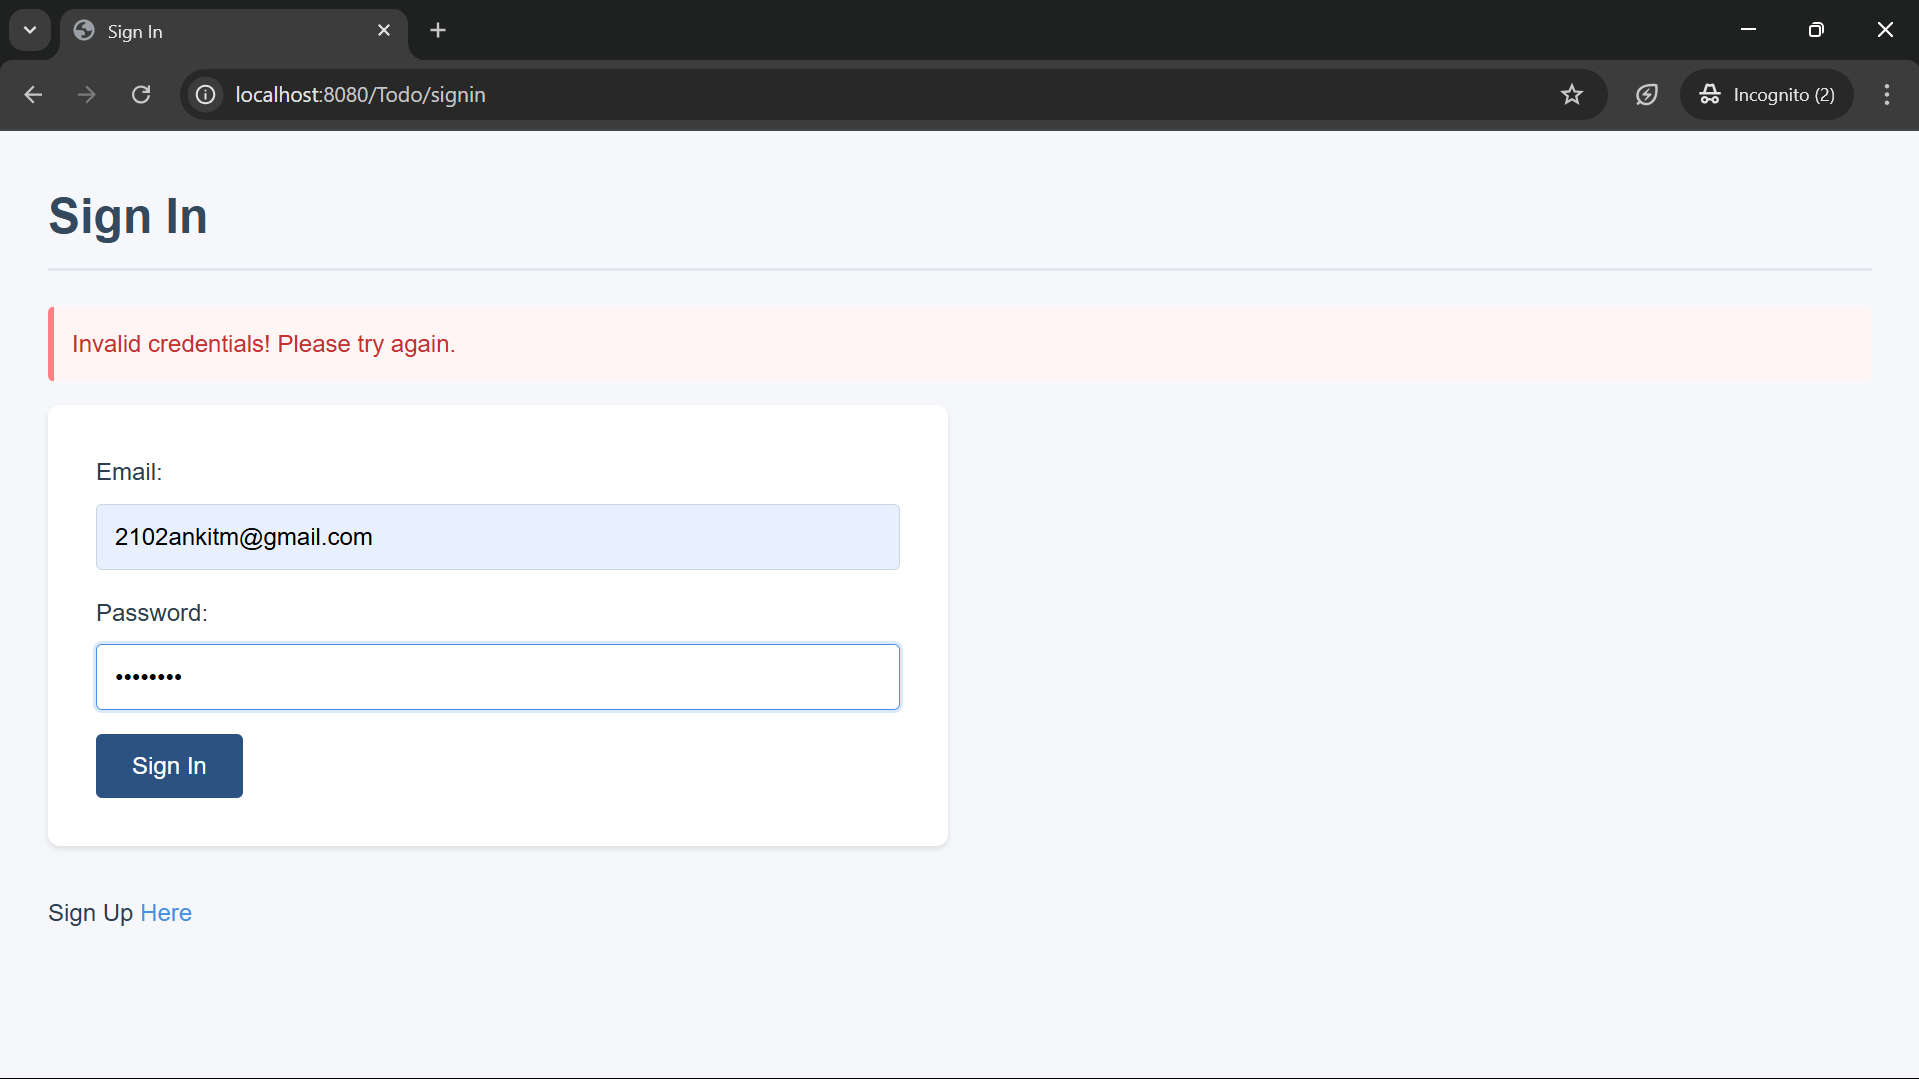 Sign In
localhost:8080/Todo/signin
Incognito (2)
Sign In
Invalid credentials! Please try again.
Email:
2102ankitm@gmail.com
Password:
••••••••
Sign In
Sign Up Here